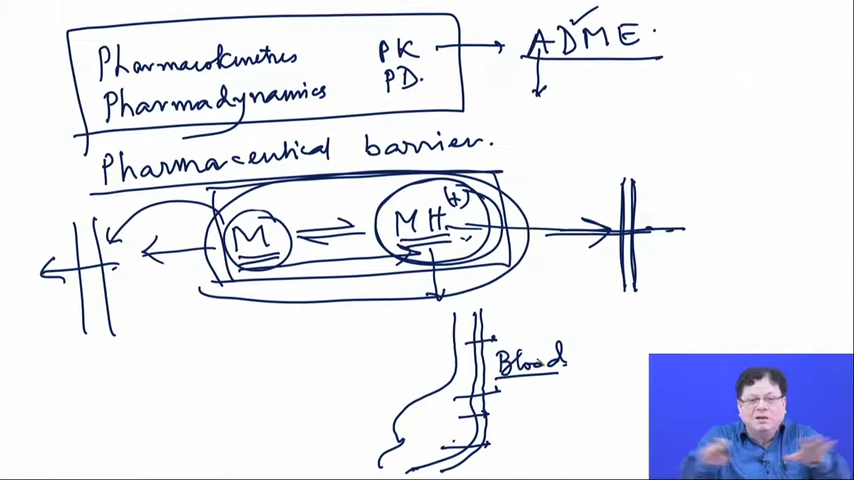 Pharmacokinetics PK → ADME.
Pharmadynamics PD.
Pharmaceutical barrier.
M ⇌ MH(+)
Blood